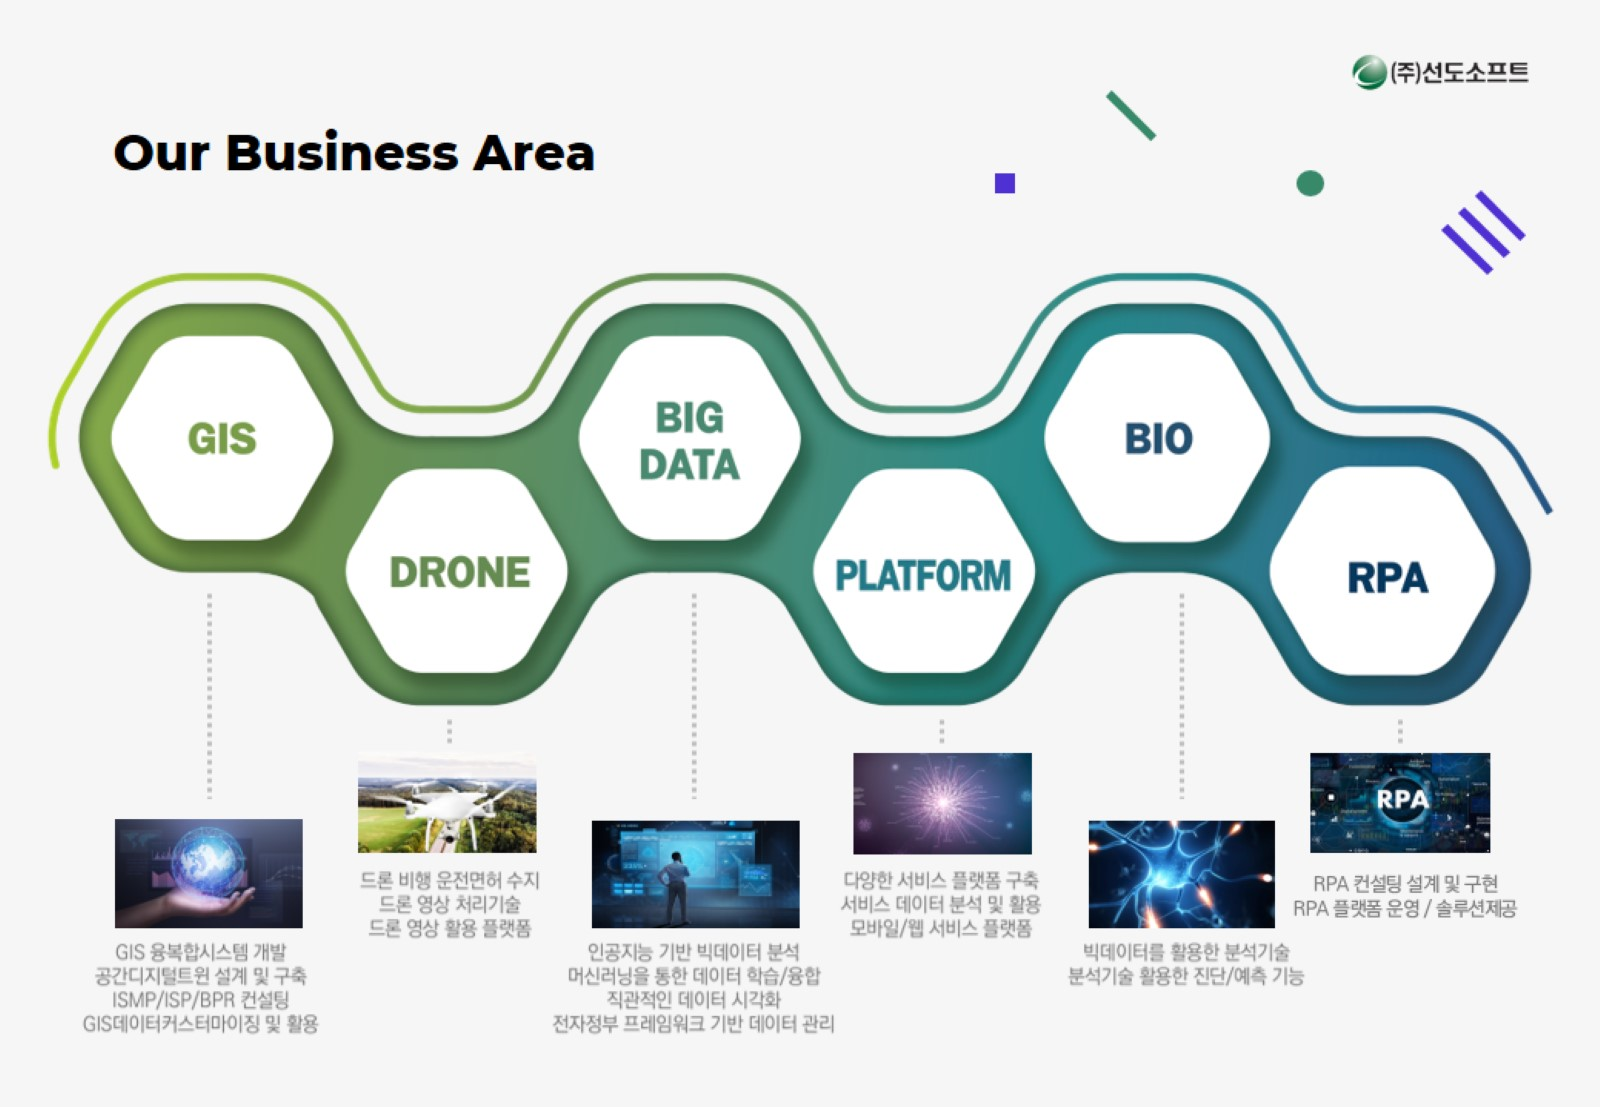 (주)선도소프트
Our Business Area
GIS
DRONE
BIG
DATA
PLATFORM
BIO
RPA
GIS 융복합시스템 개발
공간디지털트윈 설계 및 구축
ISMP/ISP/BPR 컨설팅
GIS데이터커스터마이징 및 활용
드론 비행 운전면허 수지
드론 영상 처리기술
드론 영상 활용 플랫폼
인공지능 기반 빅데이터 분석
머신러닝을 통한 데이터 학습/융합
직관적인 데이터 시각화
전자정부 프레임워크 기반 데이터 관리
다양한 서비스 플랫폼 구축
서비스 데이터 분석 및 활용
모바일/웹 서비스 플랫폼
빅데이터를 활용한 분석기술
분석기술 활용한 진단/예측 기능
RPA
RPA 컨설팅 설계 및 구현
RPA 플랫폼 운영 / 솔루션제공